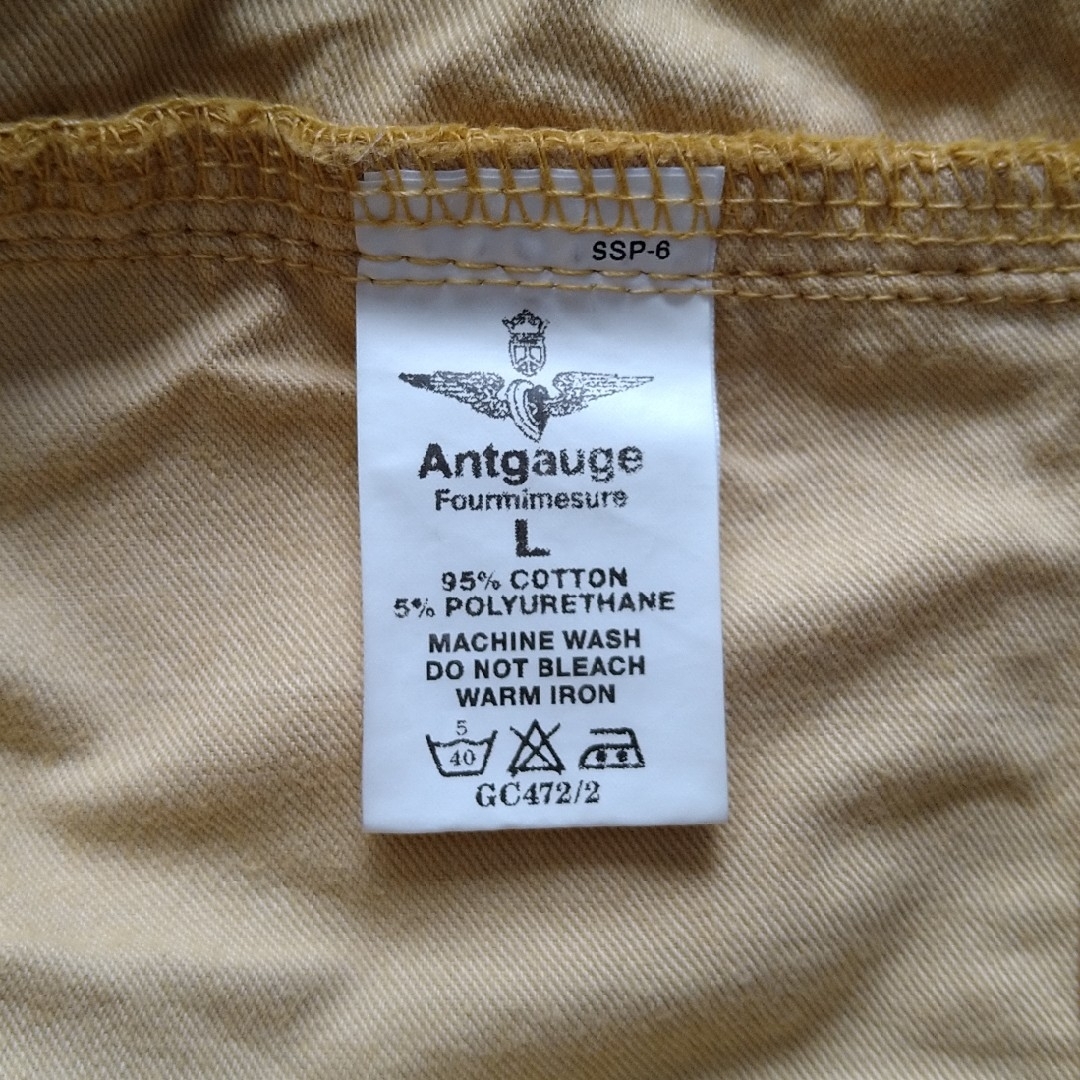 SSP-6
Antgauge
Fourmimesure
L
95% COTTON
5% POLYURETHANE
MACHINE WASH
DO NOT BLEACH
WARM IRON
5
40
GC472/2